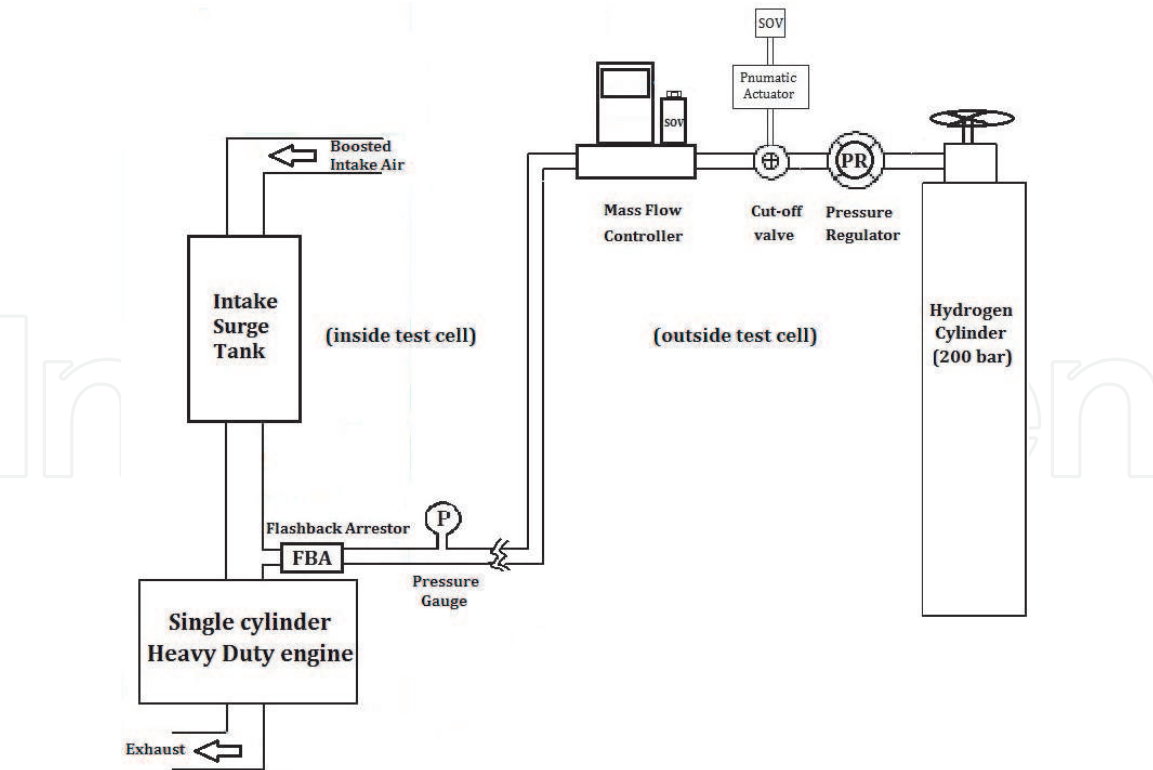 SOV
Pnumatic
Actuator
SOV
Boosted
Intake Air
PR
Mass Flow
Controller
Cut-off
valve
Pressure
Regulator
Intake
Surge
Tank
(inside test cell)
(outside test cell)
Hydrogen
Cylinder
(200 bar)
Flashback Arrestor
P
FBA
Pressure
Gauge
Single cylinder
Heavy Duty engine
Exhaust